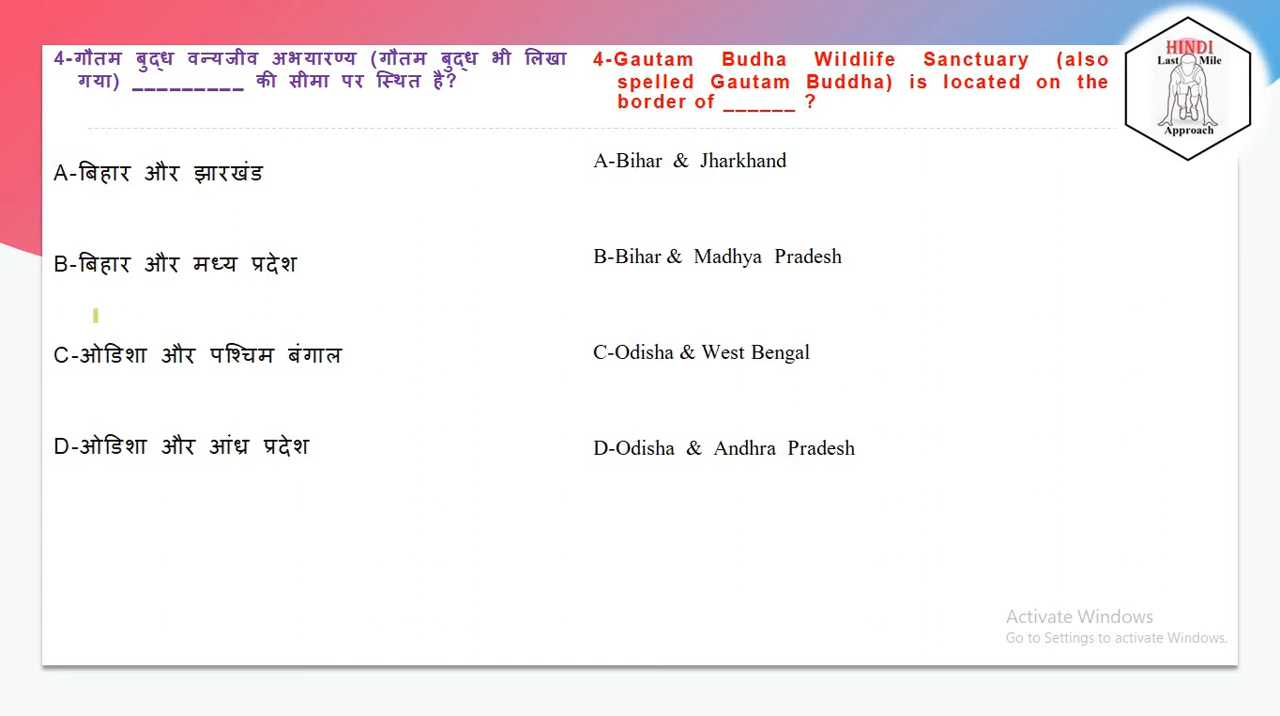 4-गौतम बुद्ध वन्यजीव अभयारण्य (गौतम बुद्ध भी लिखा
गया) _________ की सीमा पर स्थित है?
A-बिहार और झारखंड
B-बिहार और मध्य प्रदेश
C-ओडिशा और पश्चिम बंगाल
D-ओडिशा और आंध्र प्रदेश
4-Gautam Budha Wildlife Sanctuary (also
spelled Gautam Buddha) is located on the
border of ______ ?
A-Bihar & Jharkhand
B-Bihar & Madhya Pradesh
C-Odisha & West Bengal
D-Odisha & Andhra Pradesh
HINDI
Last Mile
Approach
Activate Windows
Go to Settings to activate Windows.